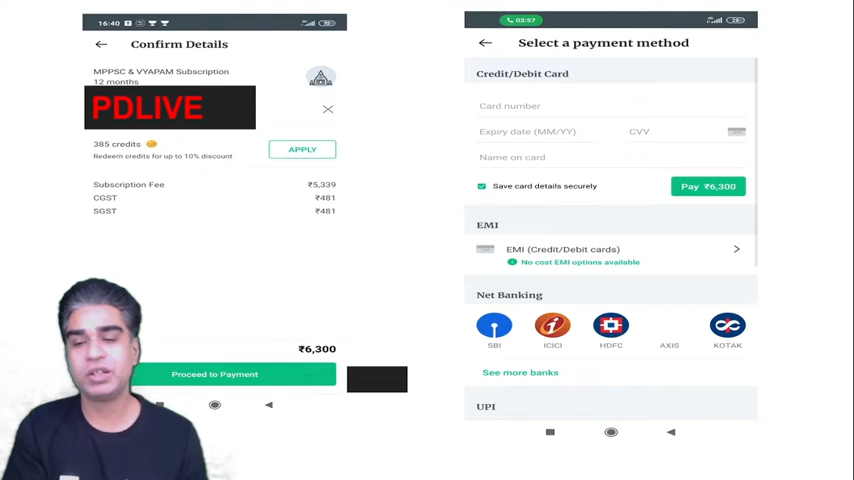 16:40
Confirm Details
MPPSC & VYAPAM Subscription
12 months
PDLIVE
385 credits
Redeem credits for up to 10% discount
APPLY
Subscription Fee ₹5,339
CGST ₹481
SGST ₹481
₹6,300
Proceed to Payment
03:57
Select a payment method
Credit/Debit Card
Card number
Expiry date (MM/YY) CVV
Name on card
Save card details securely
Pay ₹6,300
EMI
EMI (Credit/Debit cards)
No cost EMI options available
Net Banking
SBI ICICI HDFC AXIS KOTAK
See more banks
UPI